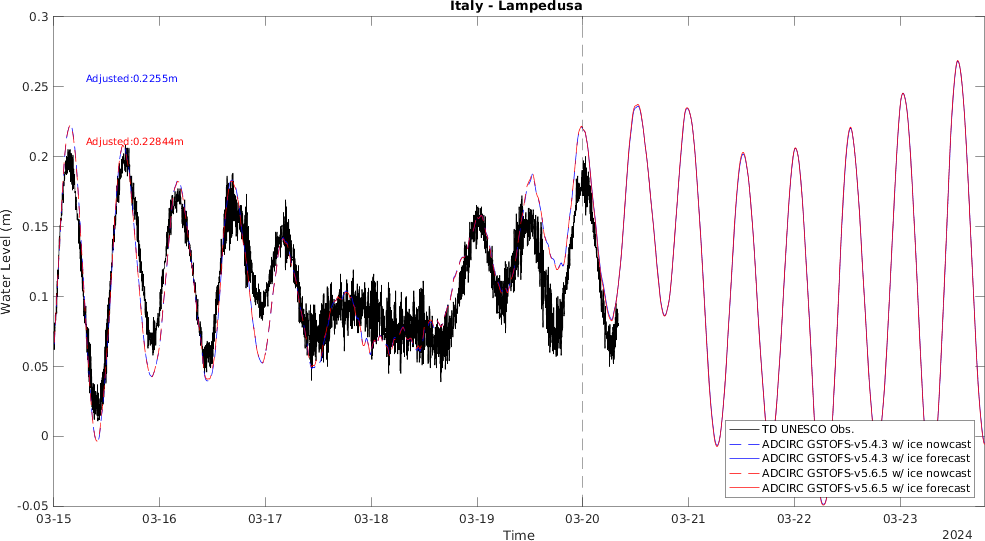 Italy - Lampedusa
0.3
0.25
0.2
0.15
0.1
0.05
0
-0.05
Water Level (m)
Adjusted:0.2255m
Adjusted:0.22844m
TD UNESCO Obs.
ADCIRC GSTOFS-v5.4.3 w/ ice nowcast
ADCIRC GSTOFS-v5.4.3 w/ ice forecast
ADCIRC GSTOFS-v5.6.5 w/ ice nowcast
ADCIRC GSTOFS-v5.6.5 w/ ice forecast
03-15 03-16 03-17 03-18 03-19 03-20 03-21 03-22 03-23
Time
2024